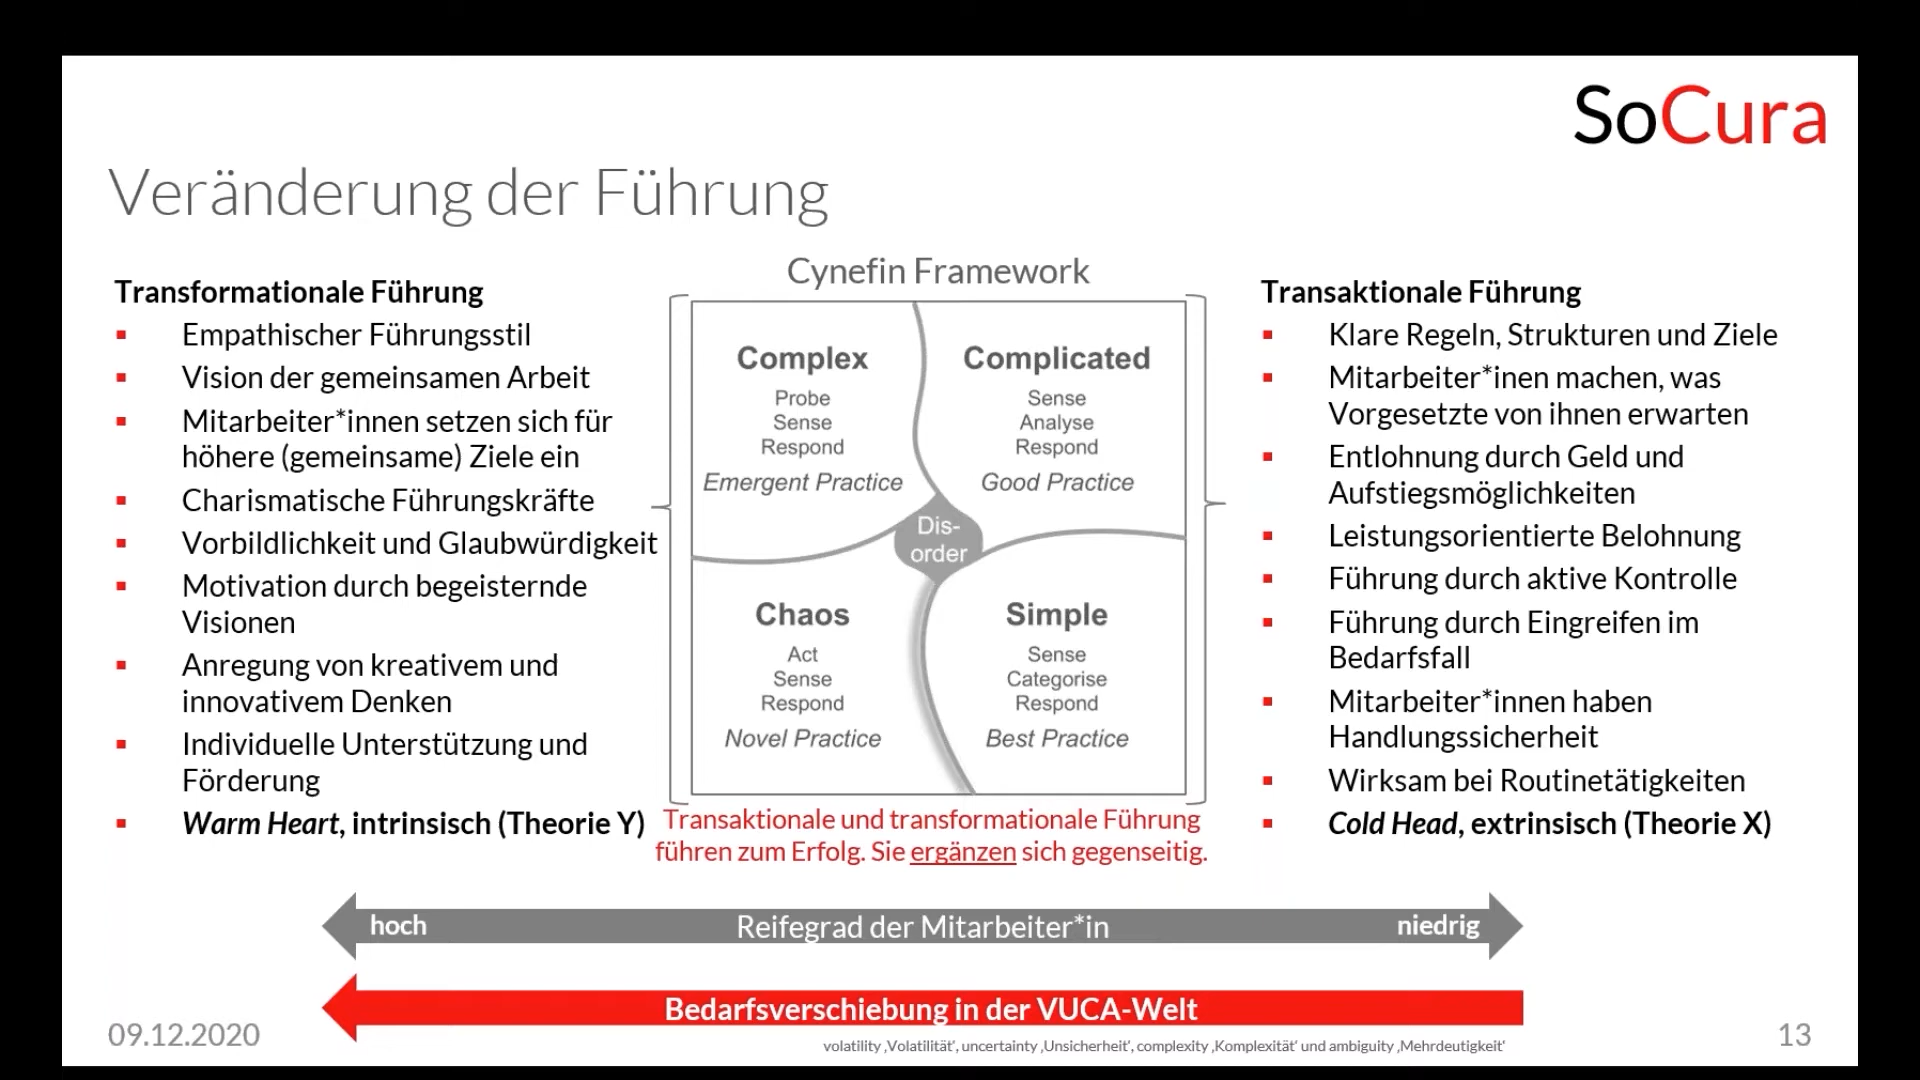 SoCura
Veränderung der Führung
Transformationale Führung
Empathischer Führungsstil
Vision der gemeinsamen Arbeit
Mitarbeiter*innen setzen sich für
höhere (gemeinsame) Ziele ein
Charismatische Führungskräfte
Vorbildlichkeit und Glaubwürdigkeit
Motivation durch begeisternde
Visionen
Anregung von kreativem und
innovativem Denken
Individuelle Unterstützung und
Förderung
Warm Heart, intrinsisch (Theorie Y)
Cynefin Framework
Complex
Probe
Sense
Respond
Emergent Practice
Complicated
Sense
Analyse
Respond
Good Practice
Dis-
order
Chaos
Act
Sense
Respond
Novel Practice
Simple
Sense
Categorise
Respond
Best Practice
Transaktionale und transformationale Führung
führen zum Erfolg. Sie ergänzen sich gegenseitig.
Transaktionale Führung
Klare Regeln, Strukturen und Ziele
Mitarbeiter*inen machen, was
Vorgesetzte von ihnen erwarten
Entlohnung durch Geld und
Aufstiegsmöglichkeiten
Leistungsorientierte Belohnung
Führung durch aktive Kontrolle
Führung durch Eingreifen im
Bedarfsfall
Mitarbeiter*innen haben
Handlungssicherheit
Wirksam bei Routinetätigkeiten
Cold Head, extrinsisch (Theorie X)
hoch Reifegrad der Mitarbeiter*in niedrig
Bedarfsverschiebung in der VUCA-Welt
volatility ‚Volatilität‘, uncertainty ‚Unsicherheit‘, complexity ‚Komplexität‘ und ambiguity ‚Mehrdeutigkeit‘
09.12.2020
13